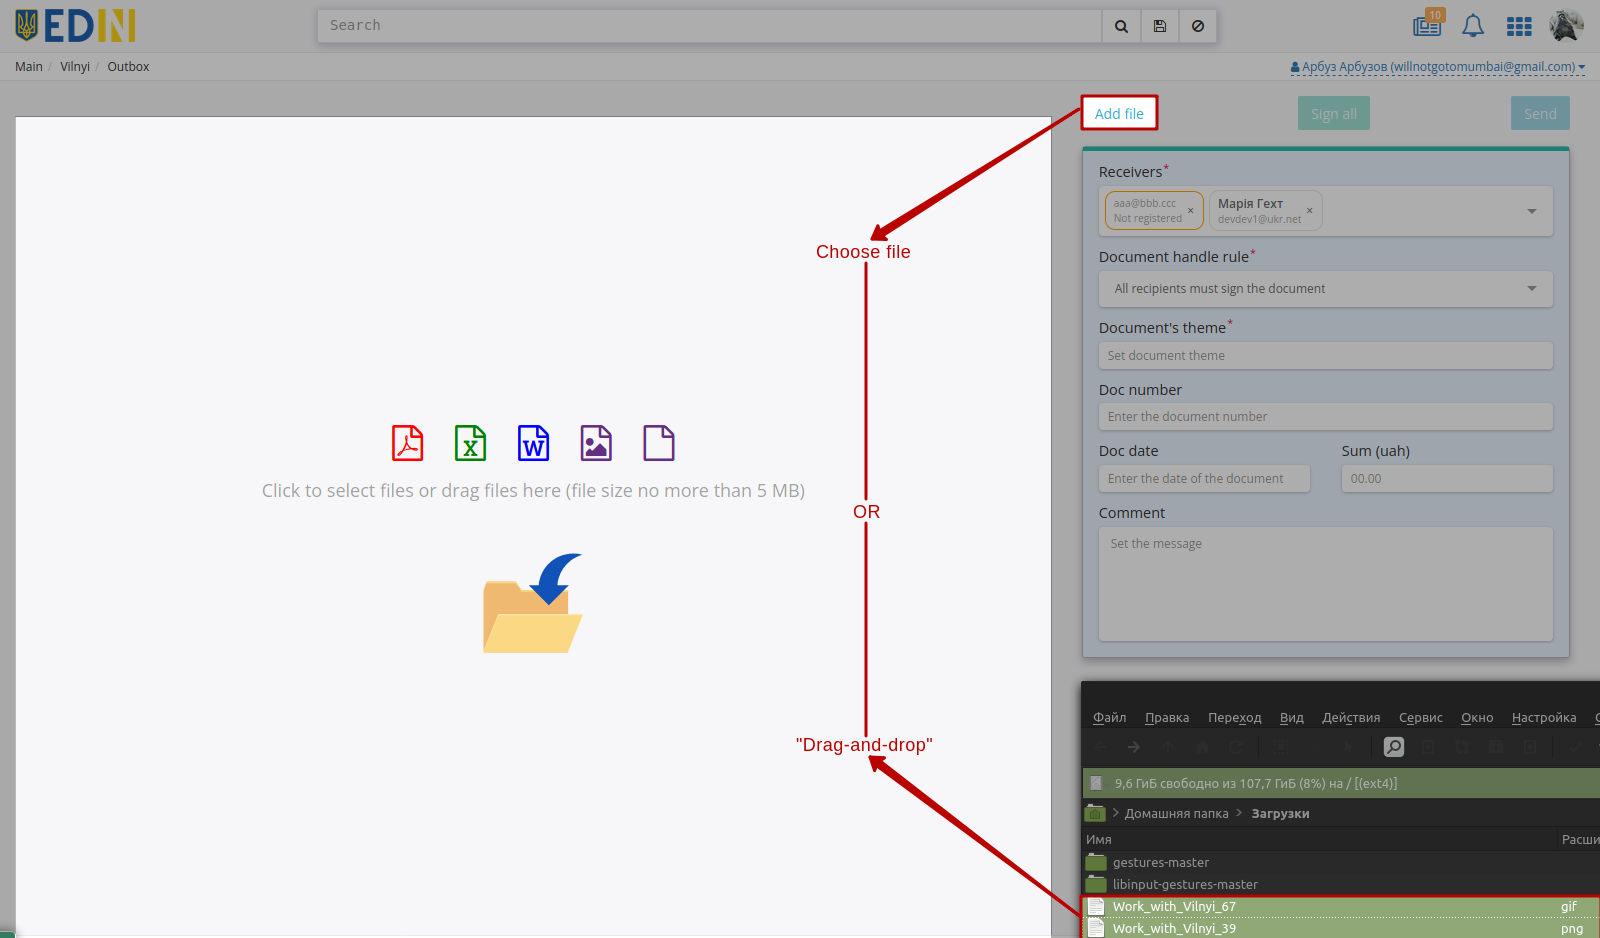 EDIN
Search
10
Main / Vilnyi / Outbox
Арбуз Арбузов (willnotgotomumbai@gmail.com)
Add file
Sign all
Send
Receivers*
aaa@bbb.ccc
Not registered
×
Марія Гехт
devdev1@ukr.net
×
Choose file
Document handle rule*
All recipients must sign the document
Document's theme*
Set document theme
Doc number
Enter the document number
Doc date
Sum (uah)
Enter the date of the document
00.00
Click to select files or drag files here (file size no more than 5 MB)
OR
Comment
Set the message
"Drag-and-drop"
Файл Правка Переход Вид Действия Сервис Окно Настройка
9,6 ГиБ свободно из 107,7 ГиБ (8%) на / [(ext4)]
> Домашняя папка > Загрузки
Имя
Расши
gestures-master
libinput-gestures-master
Work_with_Vilnyi_67 gif
Work_with_Vilnyi_39 png